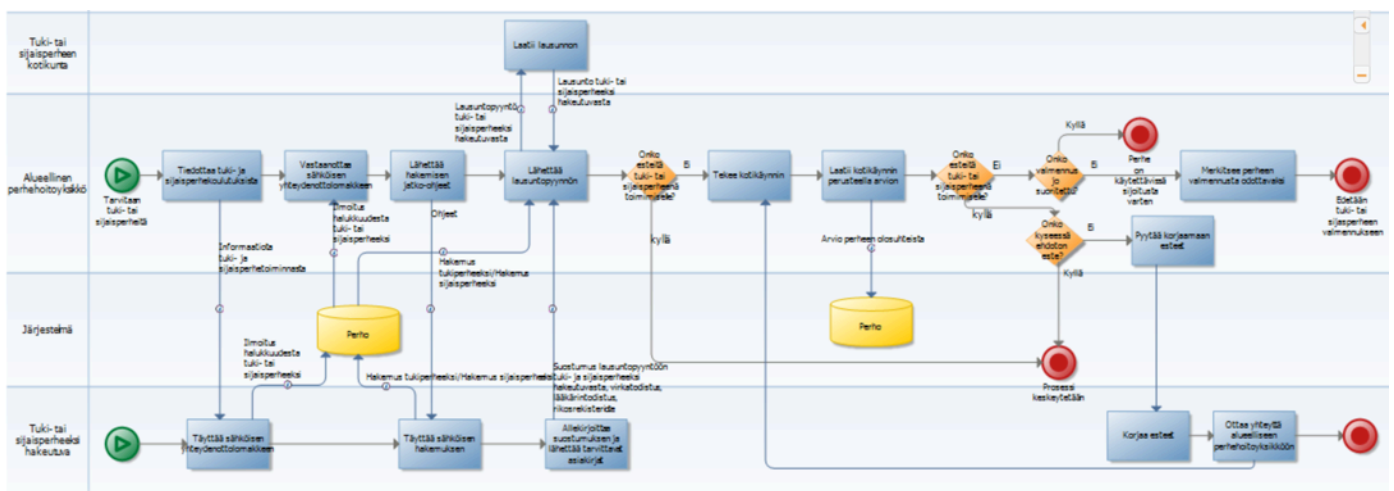 Tuki- tai
sijaisperheen
kotikunta
Laatii lausunnon
Lausuntopyyntö
tuki- tai
sijaisperheeksi
hakeutuvasta
Lausunto tuki- tai
sijaisperheeksi
hakeutuvasta
Alueellinen
perhehoitoyksikkö
Tarvitaan
tuki- tai
sijaisperheitä
Tiedottaa tuki- ja
sijaisperhekoulutuksista
Vastaanottaa
sähköisen
yhteydenottolomakkeen
Lähettää
hakemisen
jatko-ohjeet
Lähettää
lausuntopyynnön
Onko
esteitä
tuki- tai
sijaisperheenä
toimimiselle?
Ei
kyllä
Tekee kotikäynnin
Laatii kotikäynnin
perusteella arvion
Onko
esteitä
tuki- tai
sijaisperheenä
toimimiselle?
Ei
kyllä
Onko
valmennus
jo
suoritettu?
Kyllä
Ei
Perhe
on
käytettävissä
sijoitusta
varten
Merkitsee perheen
valmennusta odottavaksi
Edetään
tuki- tai
sijaisperheen
valmennukseen
Onko
kyseessä
ehdoton
este?
Ei
Kyllä
Pyytää korjaamaan
esteet
Informaatiota
tuki- ja
sijaisperhetoiminnasta
Ilmoitus
halukkuudesta
tuki- tai
sijaisperheeksi
Hakemus
tukiperheeksi/Hakemus
sijaisperheeksi
Ohjeet
Arvio perheen olosuhteista
Järjestelmä
Perho
Perho
Prosessi
keskeytetään
Ilmoitus
halukkuudesta
tuki- tai
sijaisperheeksi
Hakemus tukiperheeksi/Hakemus sijaisperheeksi
Suostumus lausuntopyyntöön
tuki- ja sijaisperheeksi
hakeutuvasta, virkatodistus,
lääkärintodistus,
rikosrekisteriote
Tuki- tai
sijaisperheeksi
hakeutuva
Täyttää sähköisen
yhteydenottolomakkeen
Täyttää sähköisen
hakemuksen
Allekirjoittaa
suostumuksen ja
lähettää tarvittavat
asiakirjat
Korjaa esteet
Ottaa yhteyttä
alueelliseen
perhehoitoyksikköön